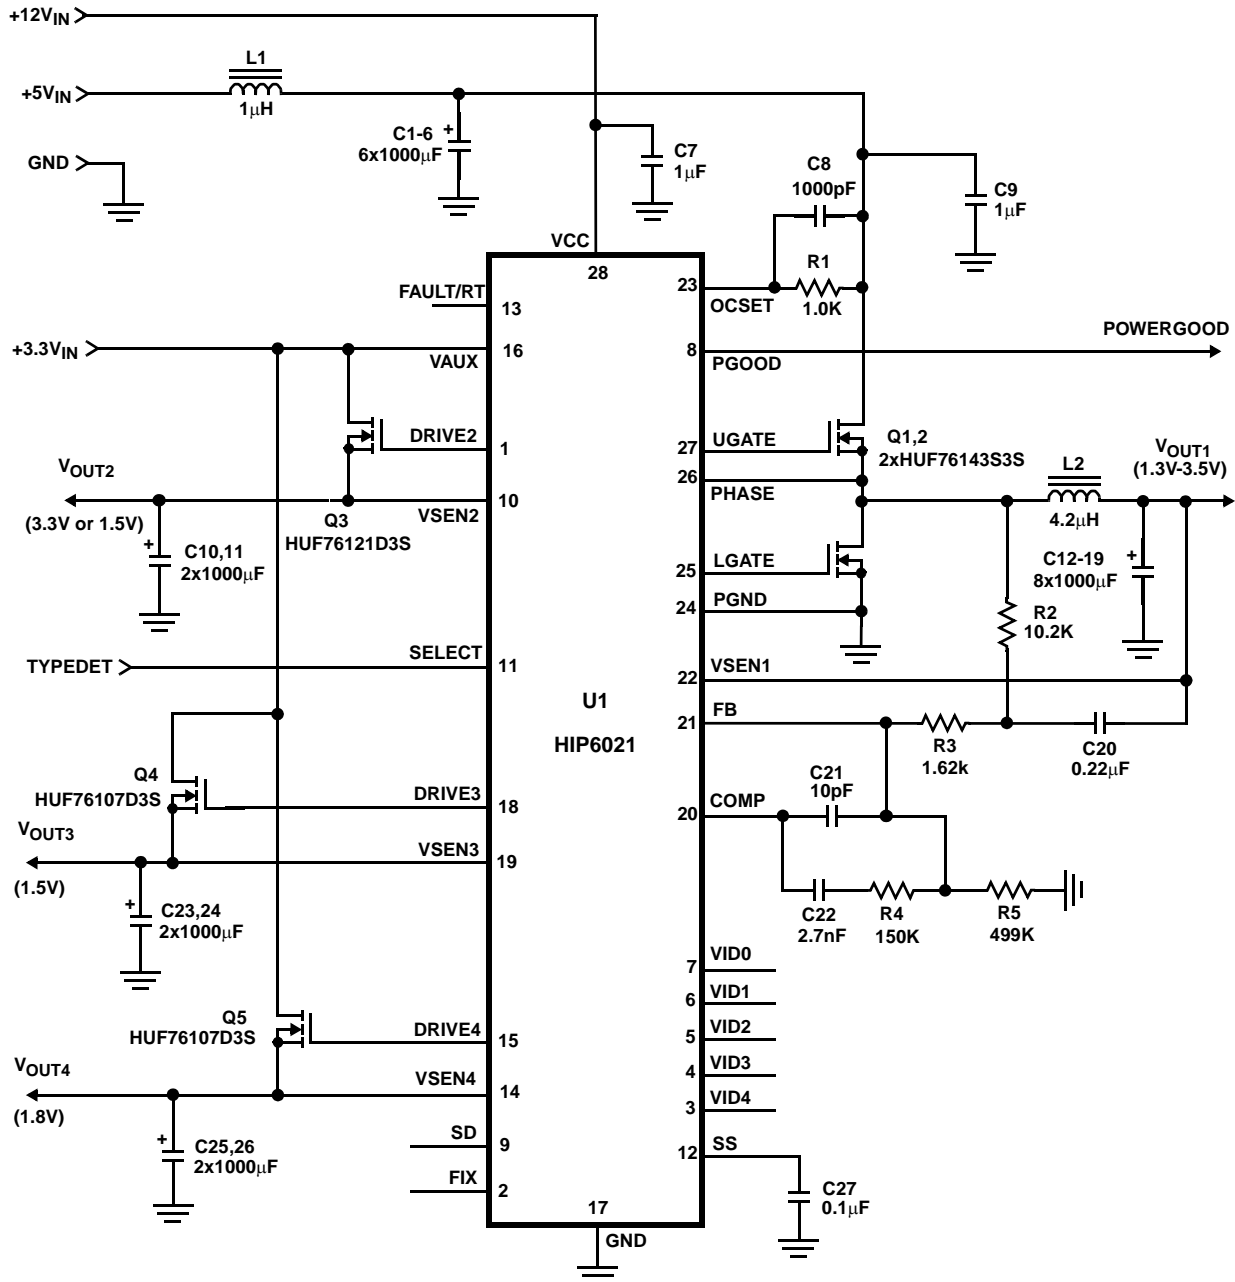 +12VIN
L1
+5VIN
1μH
C1-6
6x1000μF
+
GND
C7
1μF
C8
1000pF
C9
1μF
VCC
28
R1
1.0K
23
OCSET
FAULT/RT
13
+3.3VIN
VAUX
16
8
PGOOD
POWERGOOD
DRIVE2
1
27
UGATE
Q1,2
2xHUF76143S3S
26
PHASE
VOUT1
(1.3V-3.5V)
L2
4.2μH
VOUT2
(3.3V or 1.5V)
10
VSEN2
Q3
HUF76121D3S
+
C10,11
2x1000μF
25
LGATE
24
PGND
C12-19
8x1000μF
+
R2
10.2K
TYPEDET
SELECT
11
22
VSEN1
U1
HIP6021
21
FB
R3
1.62k
C20
0.22μF
Q4
HUF76107D3S
DRIVE3
18
C21
10pF
20
COMP
VOUT3
(1.5V)
VSEN3
19
+
C23,24
2x1000μF
C22
2.7nF
R4
150K
R5
499K
7
VID0
6
VID1
5
VID2
4
VID3
3
VID4
Q5
HUF76107D3S
DRIVE4
15
VOUT4
(1.8V)
VSEN4
14
+
C25,26
2x1000μF
SD
9
FIX
2
12
SS
C27
0.1μF
17
GND